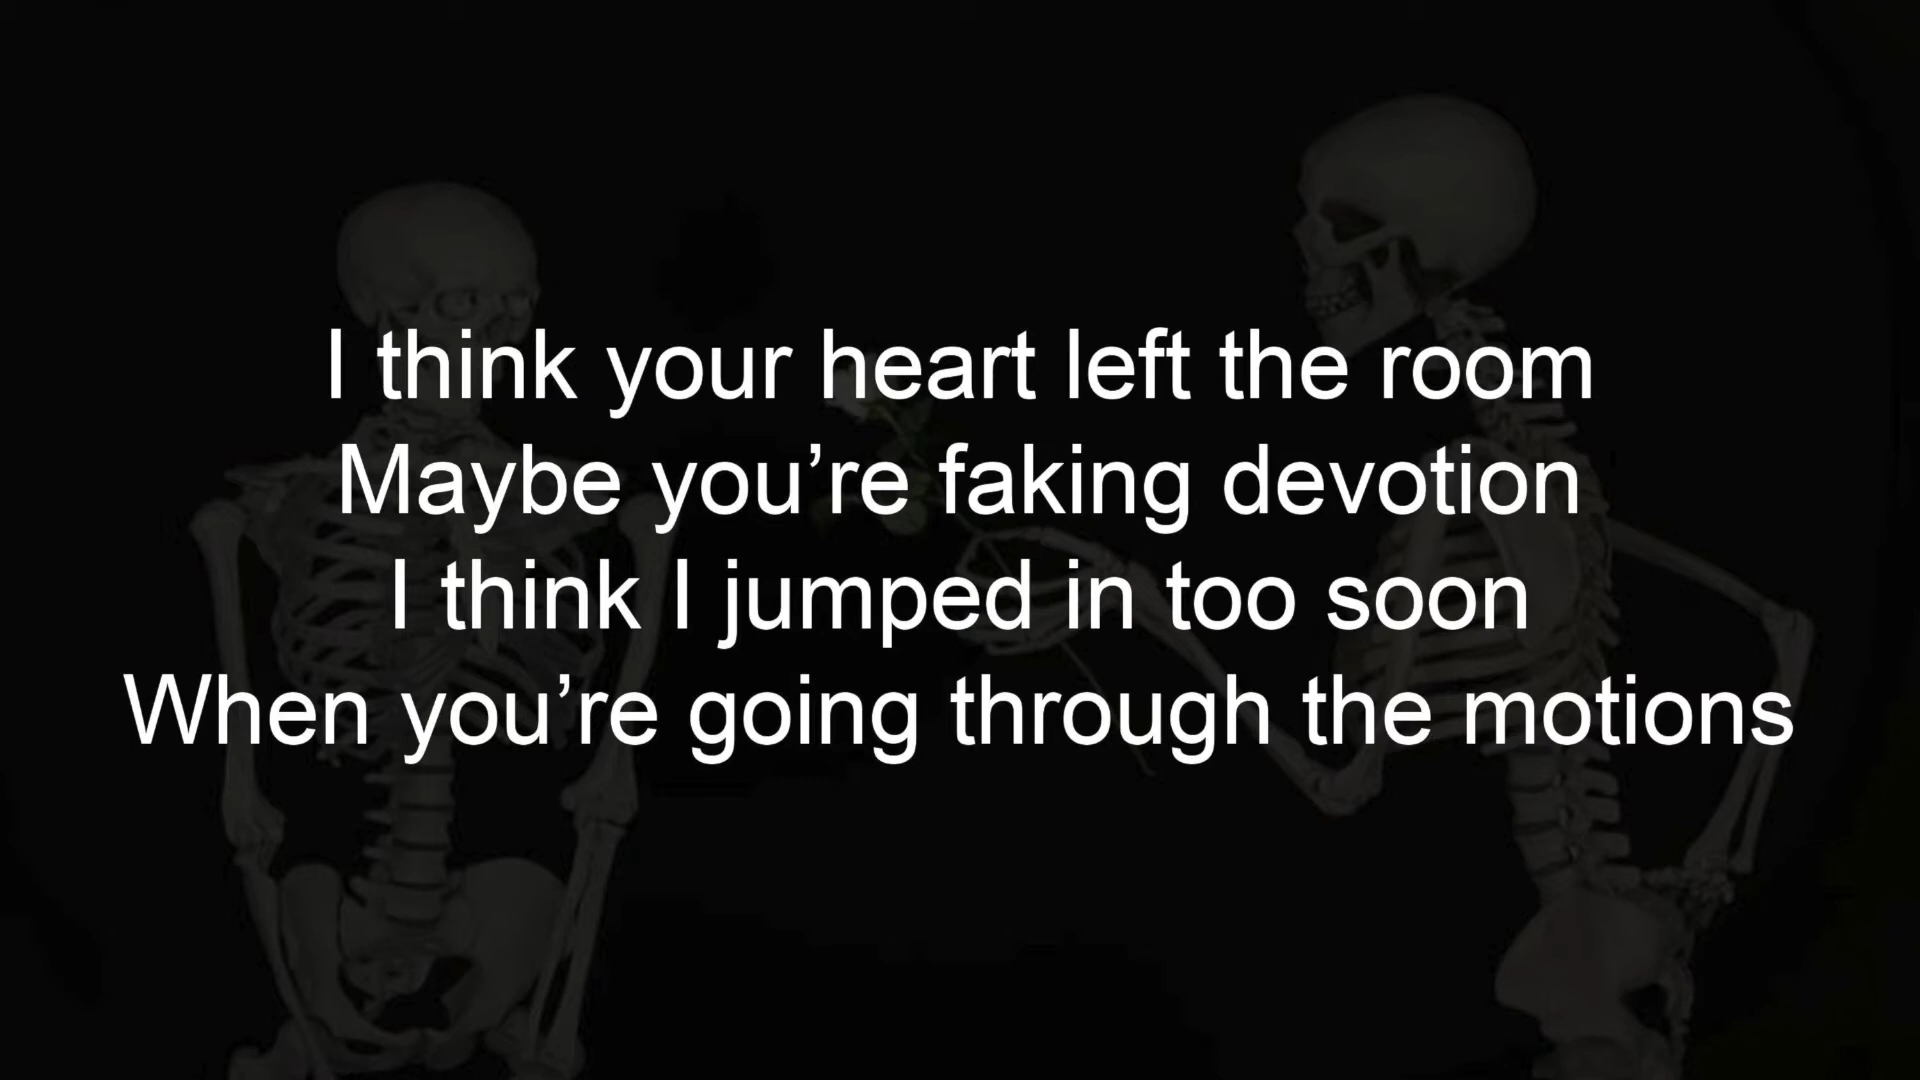 I think your heart left the room
Maybe you’re faking devotion
I think I jumped in too soon
When you’re going through the motions